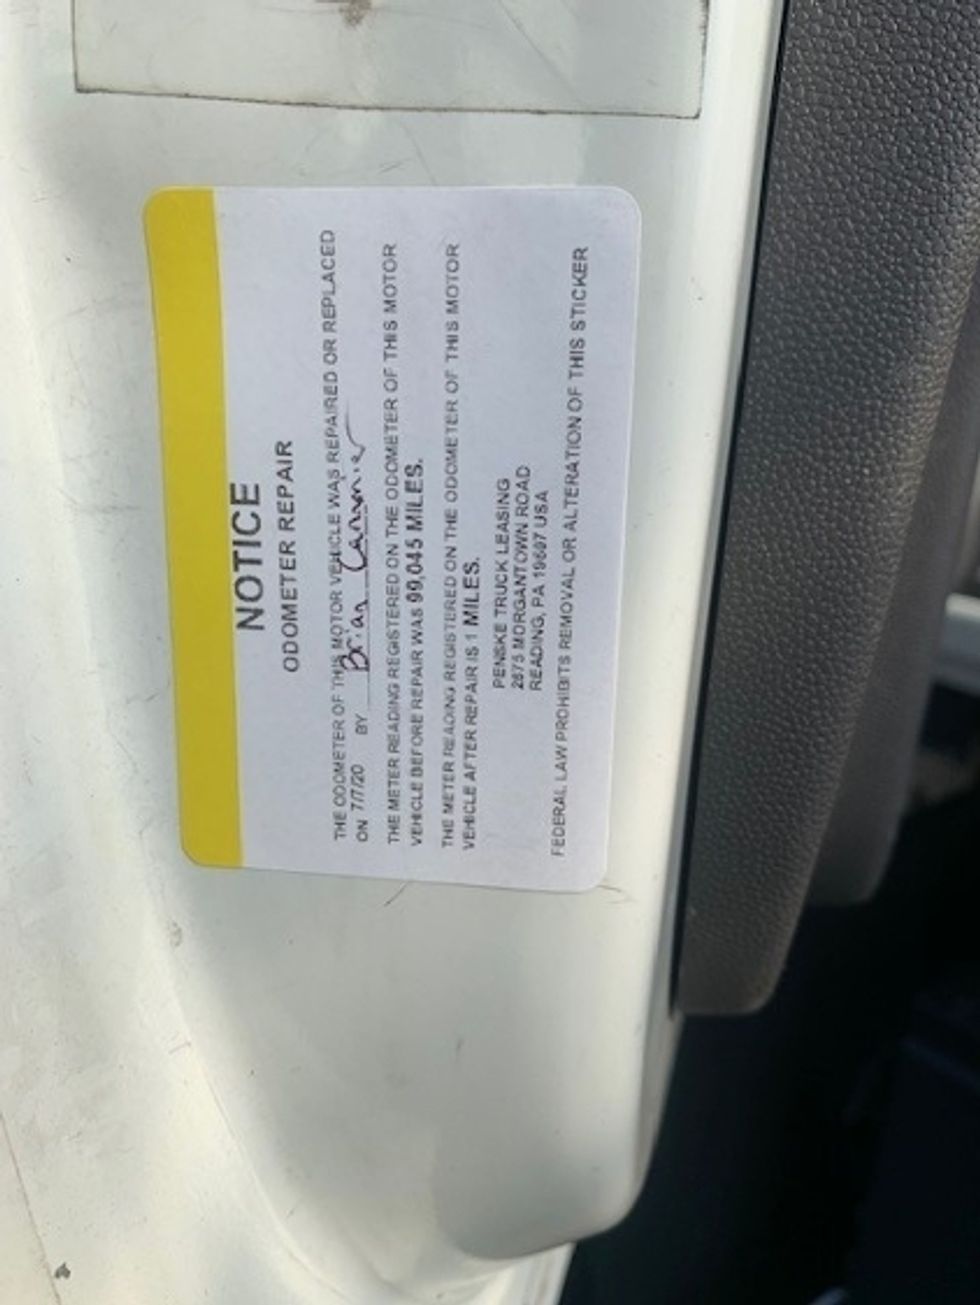 NOTICE
ODOMETER REPAIR
THE ODOMETER OF THIS MOTOR VEHICLE WAS REPAIRED OR REPLACED
ON 7/7/20 BY Brian
THE METER READING REGISTERED ON THE ODOMETER OF THIS MOTOR
VEHICLE BEFORE REPAIR WAS 99,045 MILES.
THE METER READING REGISTERED ON THE ODOMETER OF THIS MOTOR
VEHICLE AFTER REPAIR IS 1 MILES.
PENSKE TRUCK LEASING
2675 MORGANTOWN ROAD
READING, PA 19607 USA
FEDERAL LAW PROHIBITS REMOVAL OR ALTERATION OF THIS STICKER